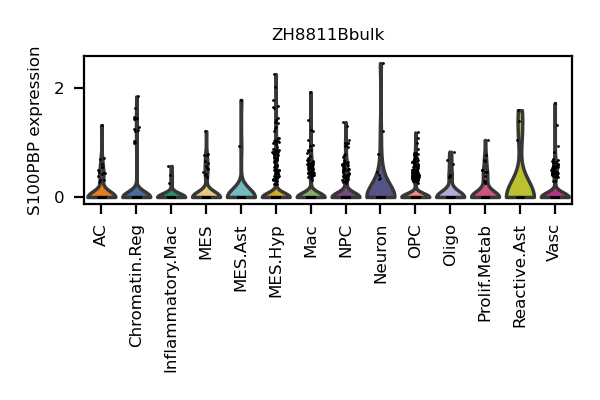 ZH8811Bbulk
S100PBP expression
2
0
AC
Chromatin.Reg
Inflammatory.Mac
MES
MES.Ast
MES.Hyp
Mac
NPC
Neuron
OPC
Oligo
Prolif.Metab
Reactive.Ast
Vasc